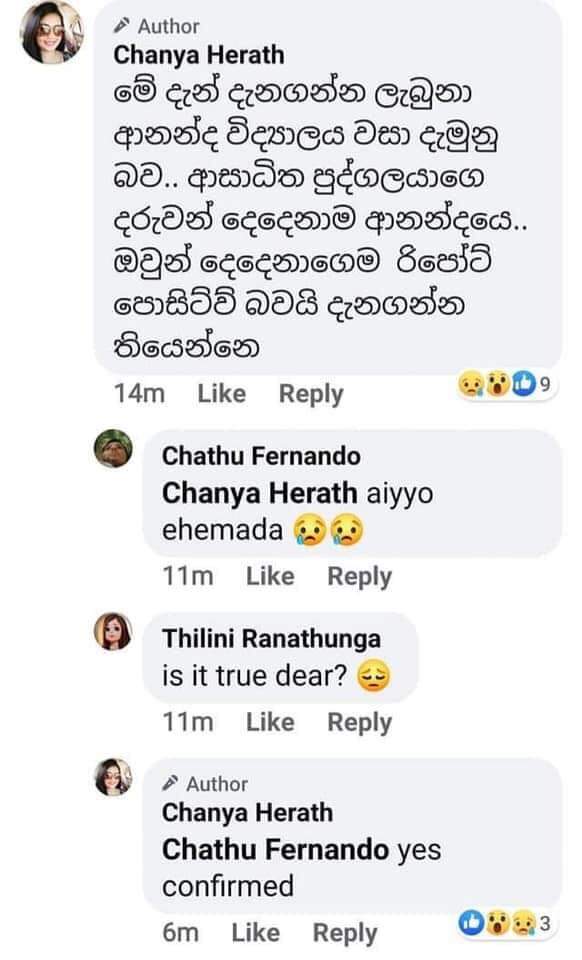 Author
Chanya Herath
මේ දැන් දැනගන්න ලැබුනා
ආනන්ද විද්‍යාලය වසා දැමුනු
බව.. ආසාධිත පුද්ගලයාගෙ
දරුවන් දෙදෙනාම ආනන්දයෙ..
ඔවුන් දෙදෙනාගෙම රිපෝට්
පොසිට්ව් බවයි දැනගන්න
තියෙන්නෙ
14m Like Reply 9
Chathu Fernando
Chanya Herath aiyyo
ehemada 😢😢
11m Like Reply
Thilini Ranathunga
is it true dear? 😔
11m Like Reply
Author
Chanya Herath
Chathu Fernando yes
confirmed
6m Like Reply 3